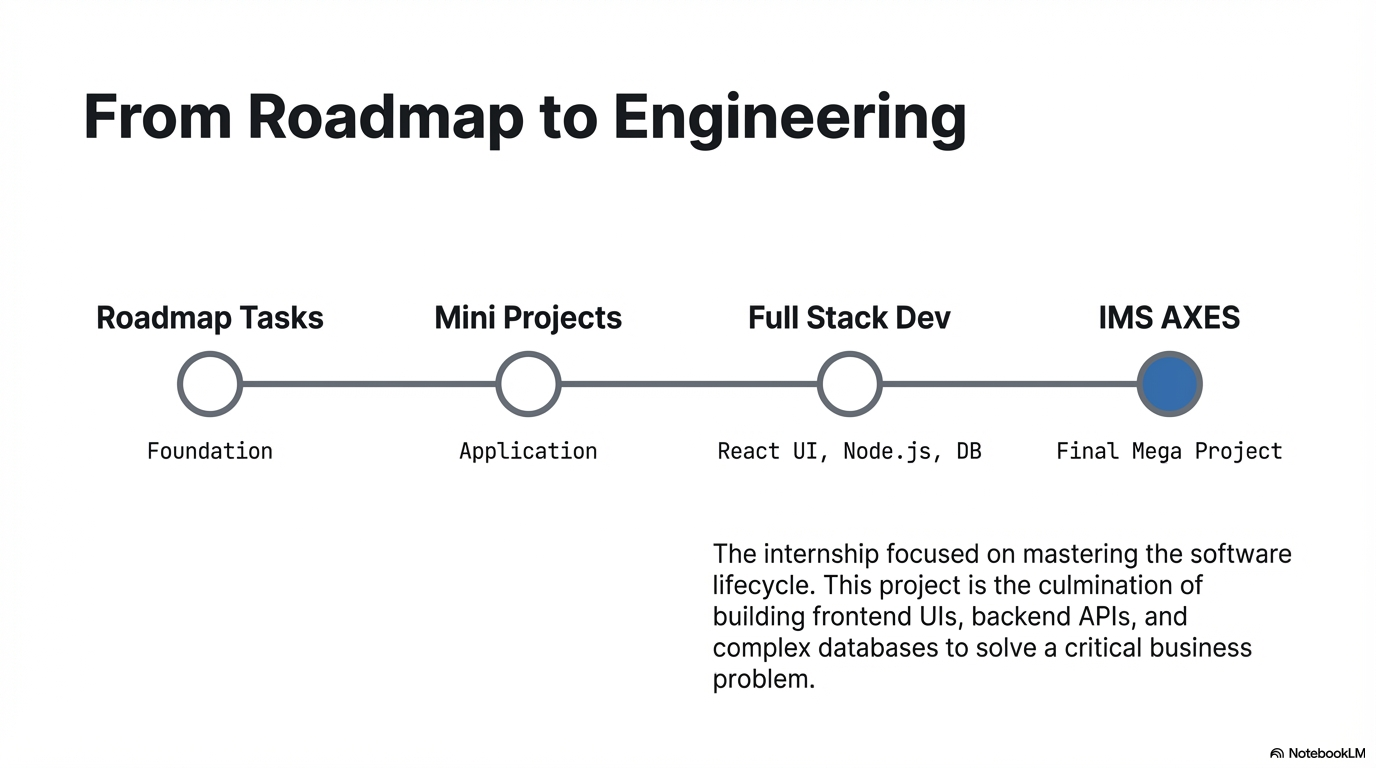 From Roadmap to Engineering
Roadmap Tasks
Mini Projects
Full Stack Dev
IMS AXES
Foundation
Application
React UI, Node.js, DB
Final Mega Project
The internship focused on mastering the software
lifecycle. This project is the culmination of
building frontend UIs, backend APIs, and
complex databases to solve a critical business
problem.
NotebookLM